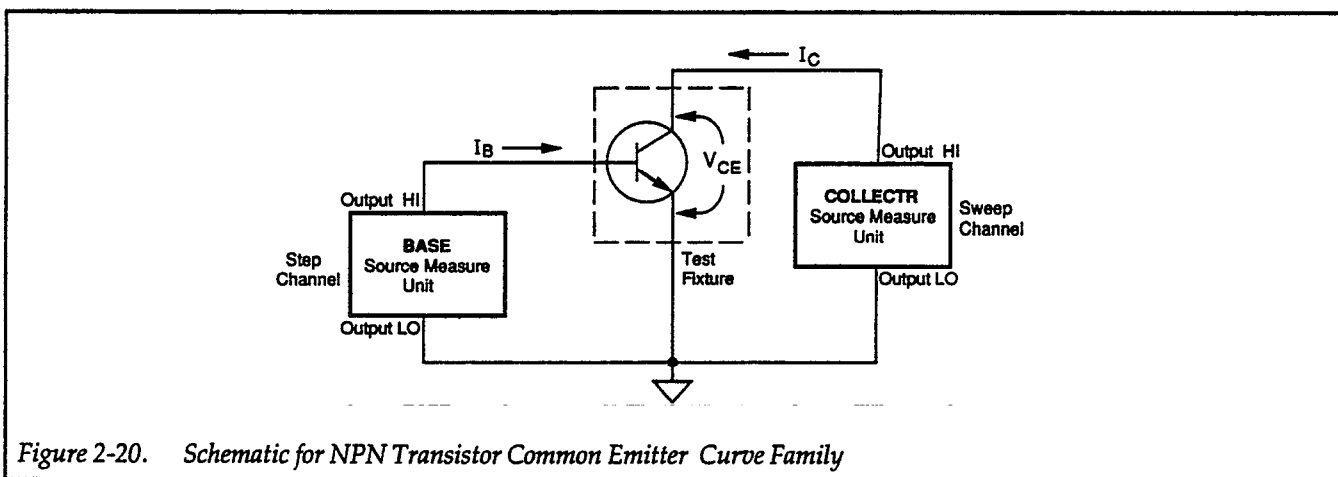 I_C
I_B
V_CE
Output HI
COLLECTR
Source Measure
Unit
Sweep
Channel
Output LO
Output HI
BASE
Source Measure
Unit
Step
Channel
Output LO
Test
Fixture
Figure 2-20. Schematic for NPN Transistor Common Emitter Curve Family